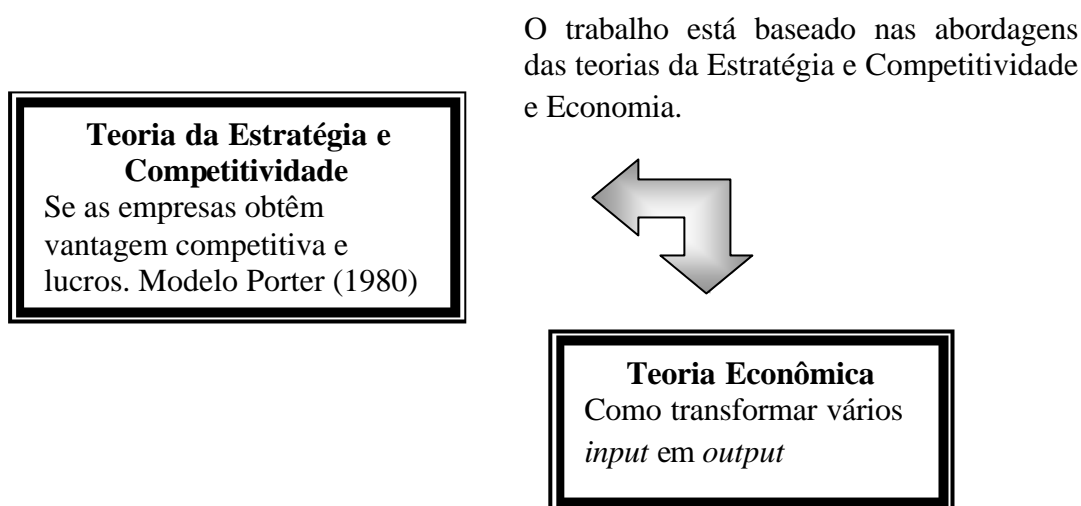 O trabalho está baseado nas abordagens
das teorias da Estratégia e Competitividade
e Economia.
Teoria da Estratégia e
Competitividade
Se as empresas obtêm
vantagem competitiva e
lucros. Modelo Porter (1980)
Teoria Econômica
Como transformar vários
input em output